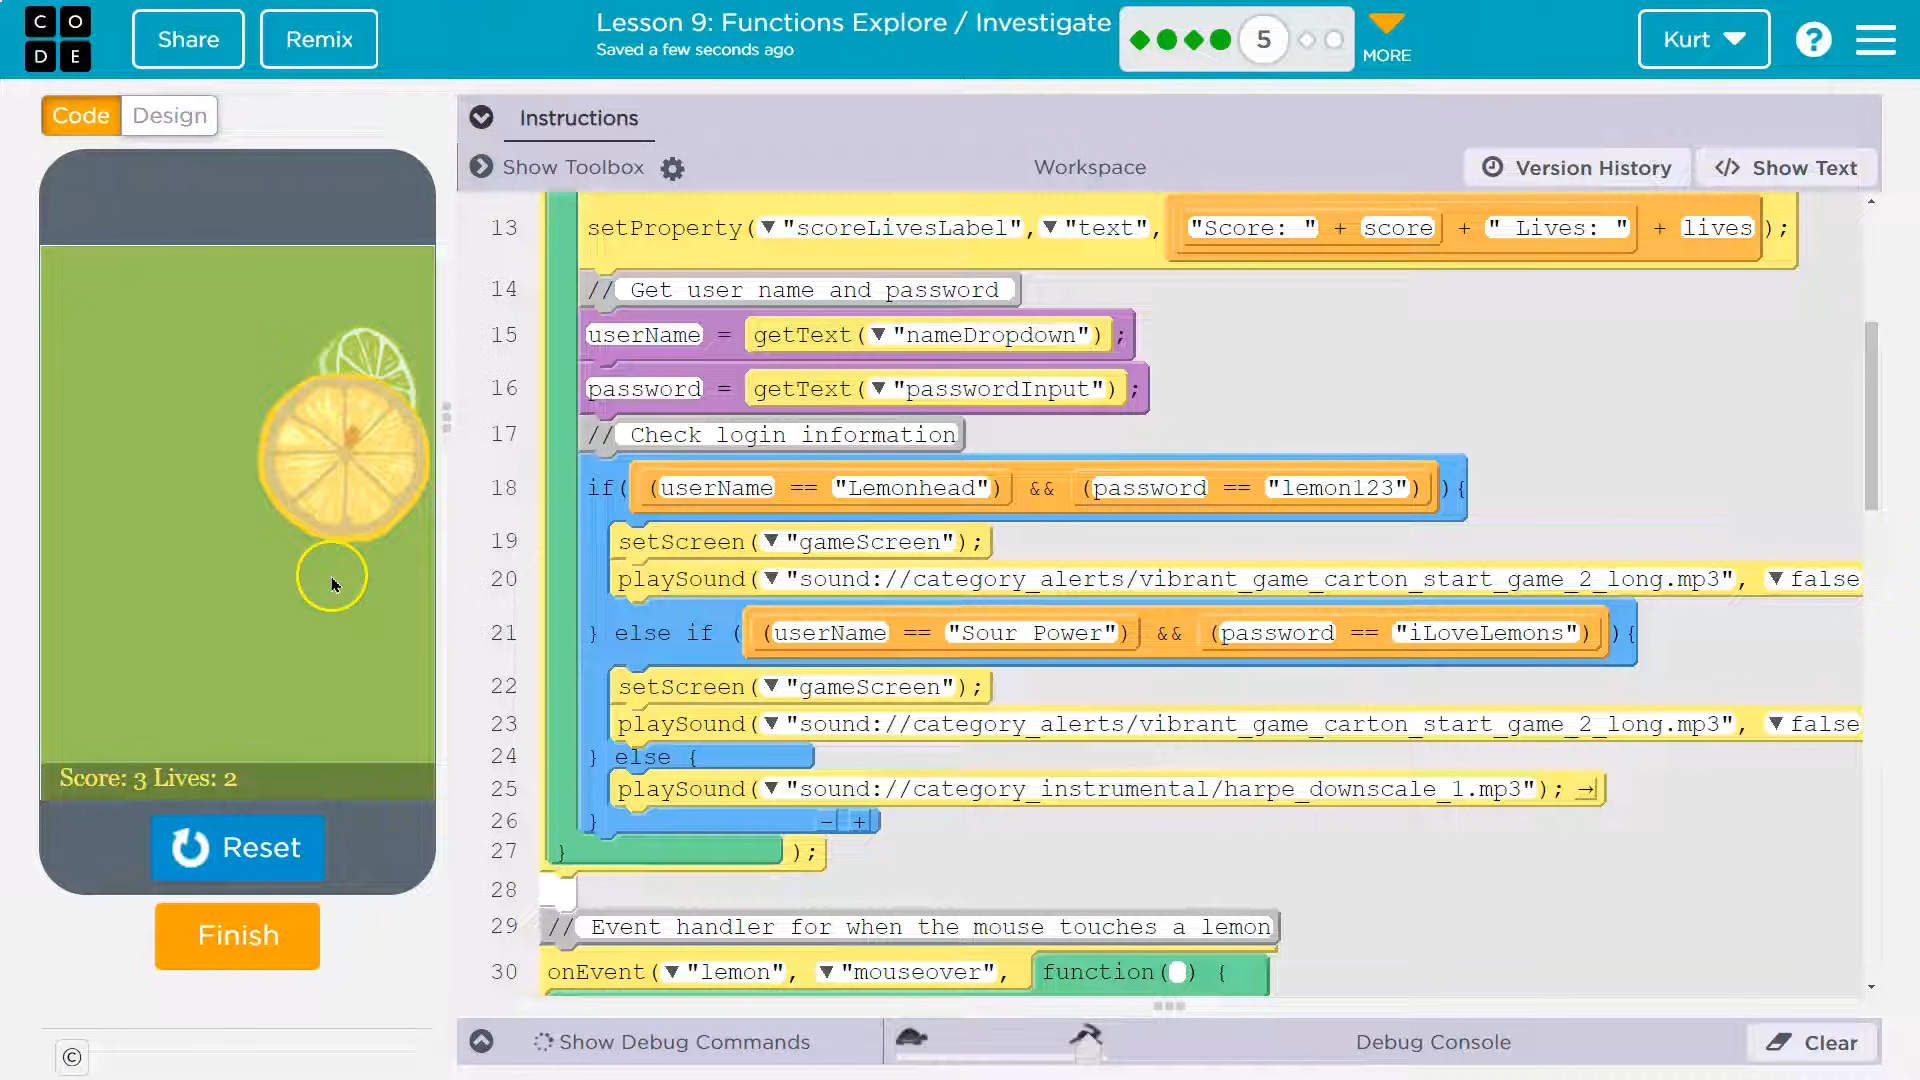 CODE
Share
Remix
Lesson 9: Functions Explore / Investigate
Saved a few seconds ago
5
MORE
Kurt
?
Code
Design
Instructions
Show Toolbox
Workspace
Version History
</> Show Text
13 setProperty(▼"scoreLivesLabel",▼"text", "Score: " + score + " Lives: " + lives);
14 // Get user name and password
15 userName = getText(▼"nameDropdown");
16 password = getText(▼"passwordInput");
17 // Check login information
18 if( (userName == "Lemonhead") && (password == "lemon123") ){
19 setScreen(▼"gameScreen");
20 playSound(▼"sound://category_alerts/vibrant_game_carton_start_game_2_long.mp3", ▼false
21 } else if ( (userName == "Sour Power") && (password == "iLoveLemons") ){
22 setScreen(▼"gameScreen");
23 playSound(▼"sound://category_alerts/vibrant_game_carton_start_game_2_long.mp3", ▼false
24 } else {
25 playSound(▼"sound://category_instrumental/harpe_downscale_1.mp3"); →
26 } - +
27 } );
28
29 // Event handler for when the mouse touches a lemon
30 onEvent(▼"lemon", ▼"mouseover", function() {
Score: 3 Lives: 2
Reset
Finish
©
Show Debug Commands
Debug Console
Clear